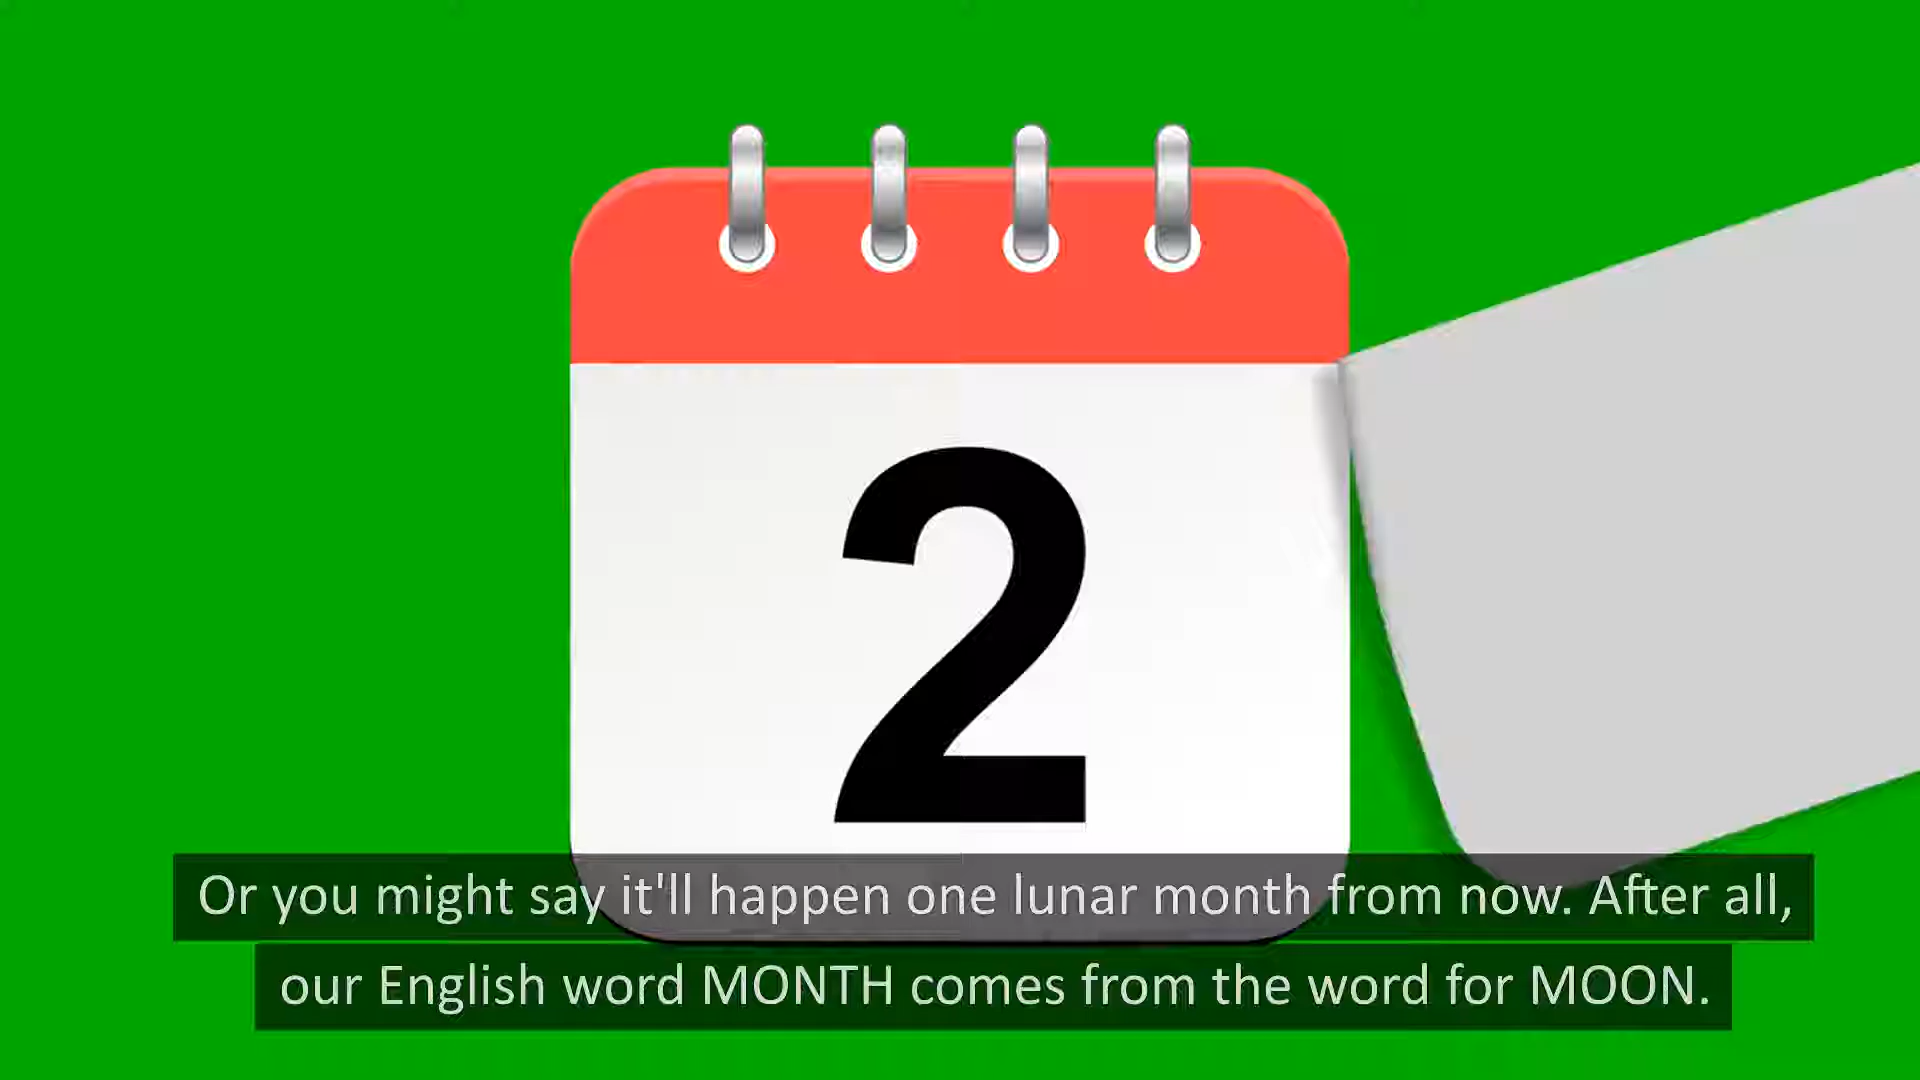 2
Or you might say it'll happen one lunar month from now. After all,
our English word MONTH comes from the word for MOON.